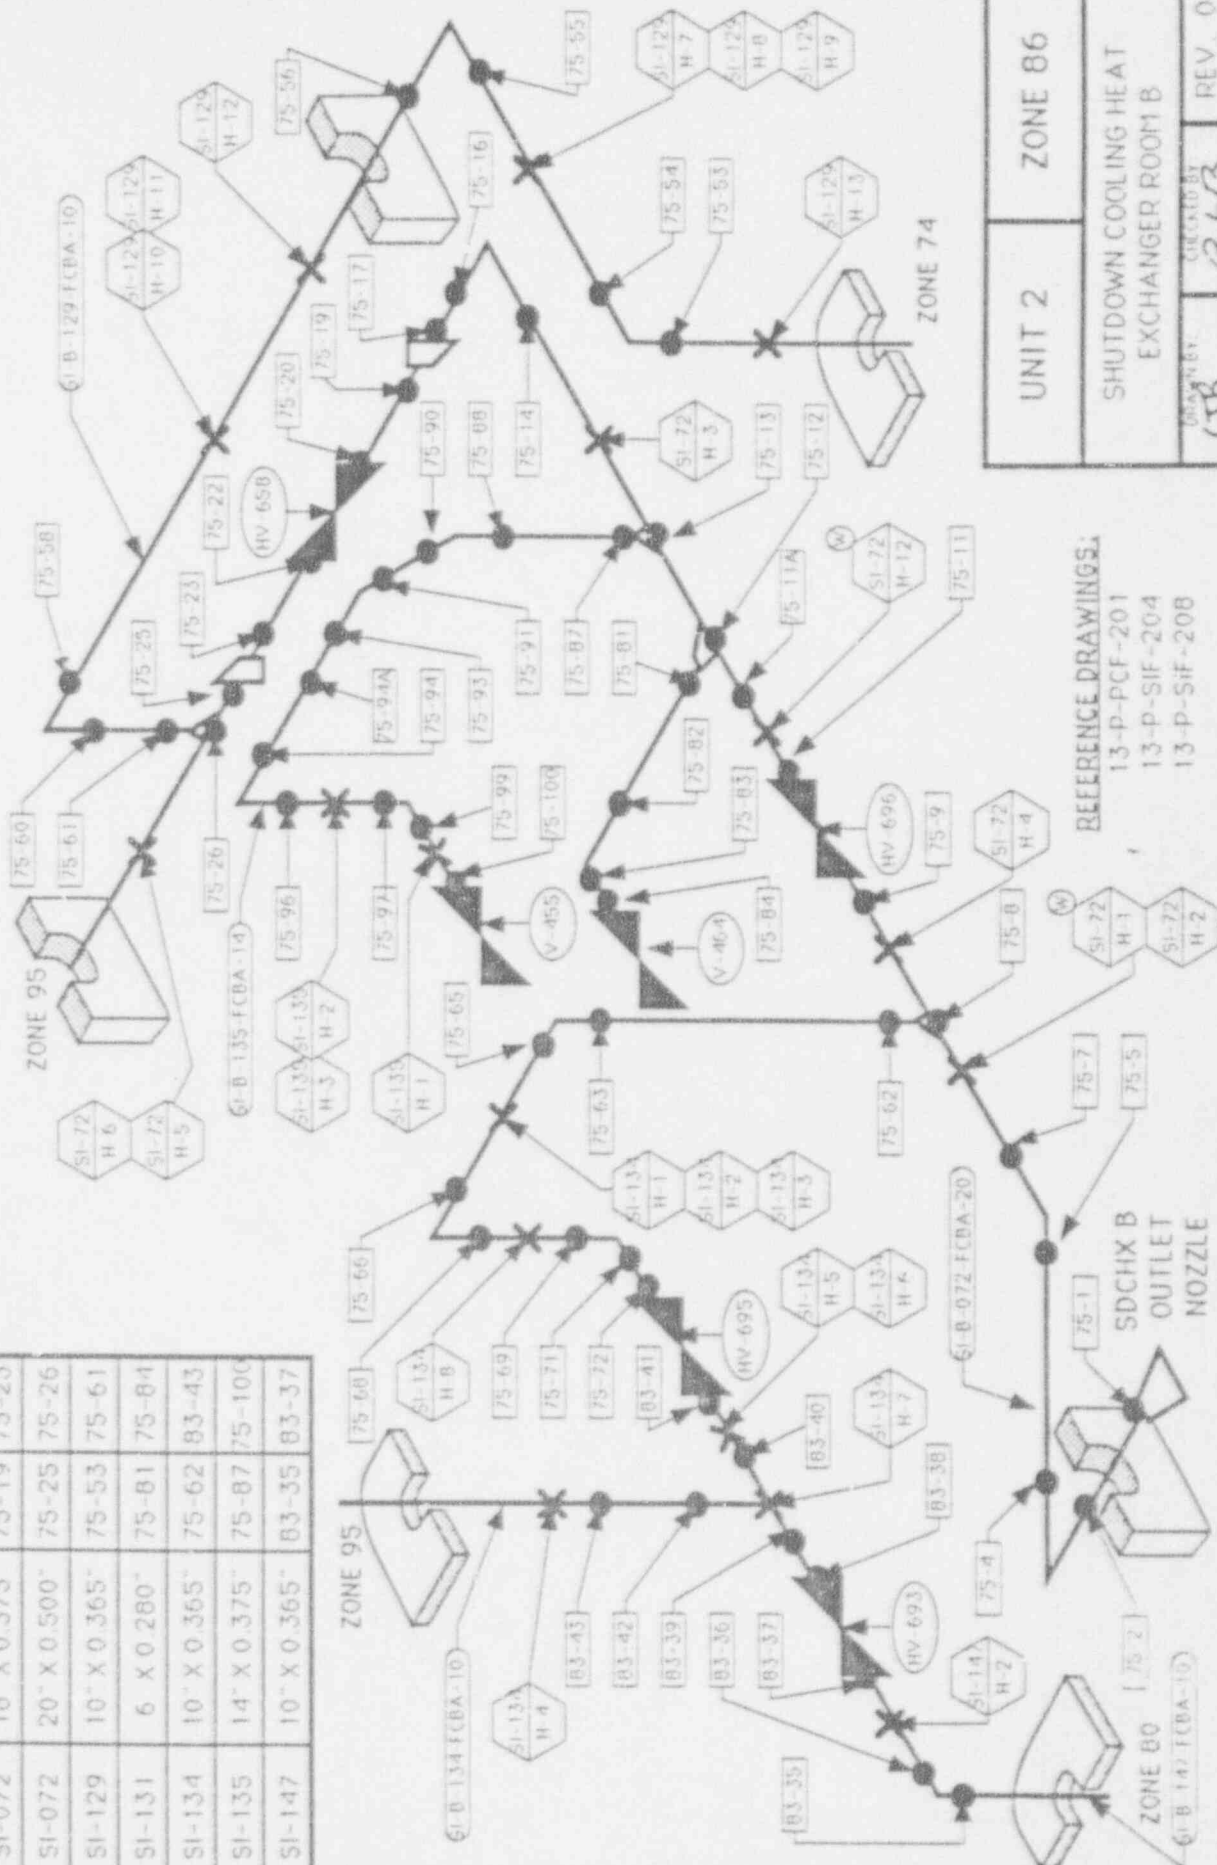 SI-072 20" X 0.500" 75-25 75-26
SI-129 10" X 0.365" 75-53 75-61
SI-131 6 X 0 280" 75-81 75-84
SI-134 10" X 0.365" 75-62 83-43
SI-135 14" X 0.375" 75-87 75-100
SI-147 10" X 0.365" 83-35 83-37
ZONE 95
75-60
75-61
75-26
75-58
75-25
75-23
75-22
HV-658
75-20
75-19
75-17
75-16
SI-B-129-FCBA-10
SI-129 H-10
SI-129 H-11
SI-129 H-12
75-56
75-55
SI-129 H-7
SI-129 H-8
SI-129 H-9
75-54
75-53
SI-129 H-13
ZONE 74
SI-72 H-6
SI-72 H-5
SI-B 135-FCBA-14
75-96
SI-135 H-3
SI-135 H-2
75-97
SI-135 H-1
75-99
75-100
V-455
75-94A
75-94
75-93
75-91
75-90
75-88
75-87
75-14
SI-72 H-3
75-13
75-12
75-81
75-82
75-83
75-84
V-464
75-11A
W
SI-72 H-12
75-11
HV-696
75-9
SI-72 H-4
75-8
W
SI-72 H-1
SI-72 H-2
75-7
75-5
75-65
75-63
75-62
SI-134 H-1
SI-134 H-2
SI-134 H-3
75-66
75-68
SI-134 H 8
75-69
75-71
75-72
HV-695
83-41
SI-134 H-5
SI-134 H-6
83-40
SI-134 H-7
83-38
ZONE 95
SI-B 134 FCBA-10
SI-134 H 4
83-43
83-42
83-39
83-36
83-37
HV-693
SI-14 H-2
83-35
ZONE 80
SI-B 147 FCBA-10
SI-B-072 FCBA-20
75-4
75-2
75-1
SDCHX B
OUTLET
NOZZLE
REFERENCE DRAWINGS:
13-P-PCF-201
13-P-SIF-204
13-P-SIF-208
UNIT 2
ZONE 86
SHUTDOWN COOLING HEAT
EXCHANGER ROOM B
DRAWN BY
CHECKED BY
REV. 0